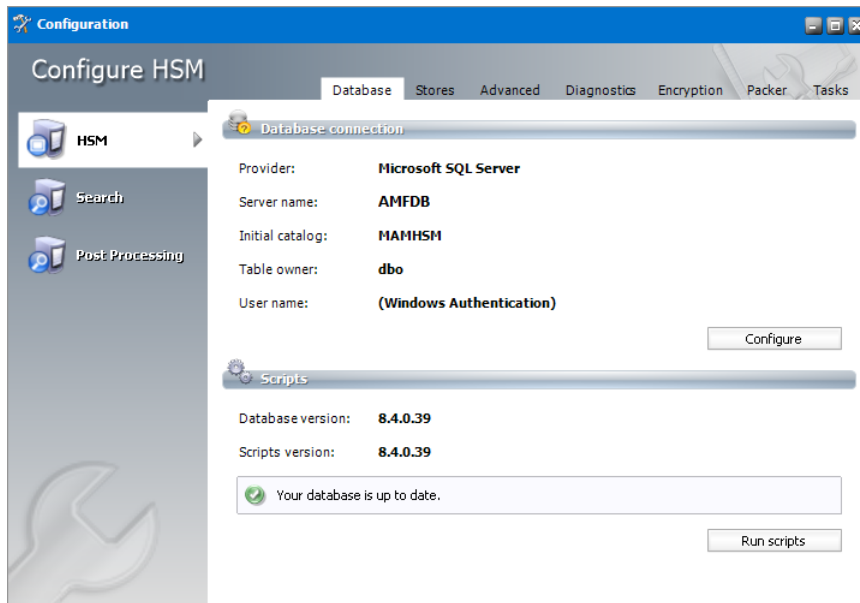 Configuration
Configure HSM
Database Stores Advanced Diagnostics Encryption Packer Tasks
HSM
Search
Post Processing
Database connection
Provider: Microsoft SQL Server
Server name: AMFDB
Initial catalog: MAMHSM
Table owner: dbo
User name: (Windows Authentication)
Configure
Scripts
Database version: 8.4.0.39
Scripts version: 8.4.0.39
Your database is up to date.
Run scripts